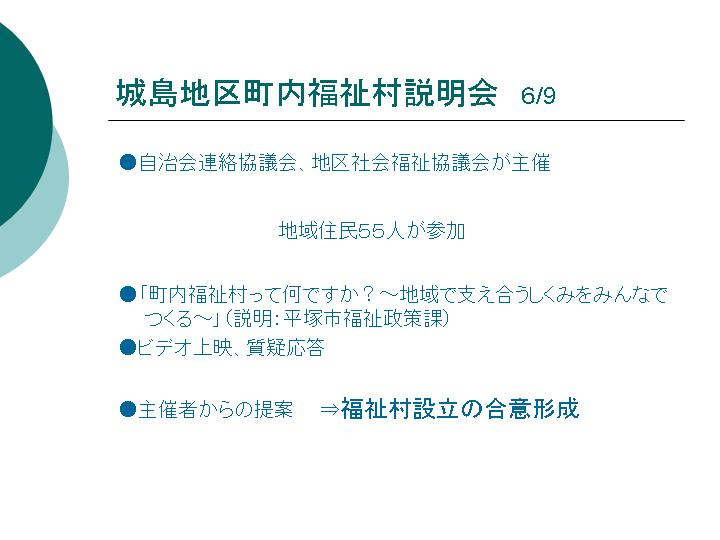 城島地区町内福祉村説明会 6/9
●自治会連絡協議会、地区社会福祉協議会が主催
地域住民５５人が参加
●「町内福祉村って何ですか？～地域で支え合うしくみをみんなで
つくる～」（説明：平塚市福祉政策課）
●ビデオ上映、質疑応答
●主催者からの提案 ⇒福祉村設立の合意形成